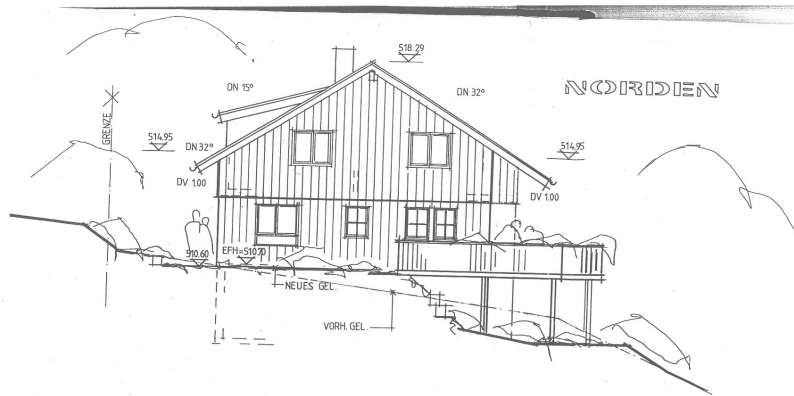 518.29
DN 15°
DN 32°
NORDEN
GRENZE
514.95
DN 32°
514.95
DV 1.00
DV 1.00
510.60
EFH=510.70
NEUES GEL.
VORH. GEL.